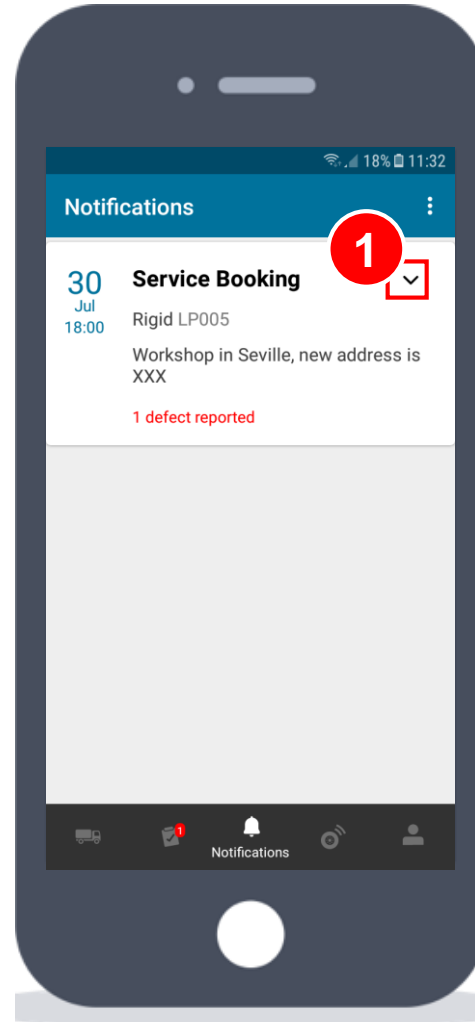 18% 11:32
Notifications
1
30
Jul
18:00
Service Booking
Rigid LP005
Workshop in Seville, new address is
XXX
1 defect reported
1
Notifications